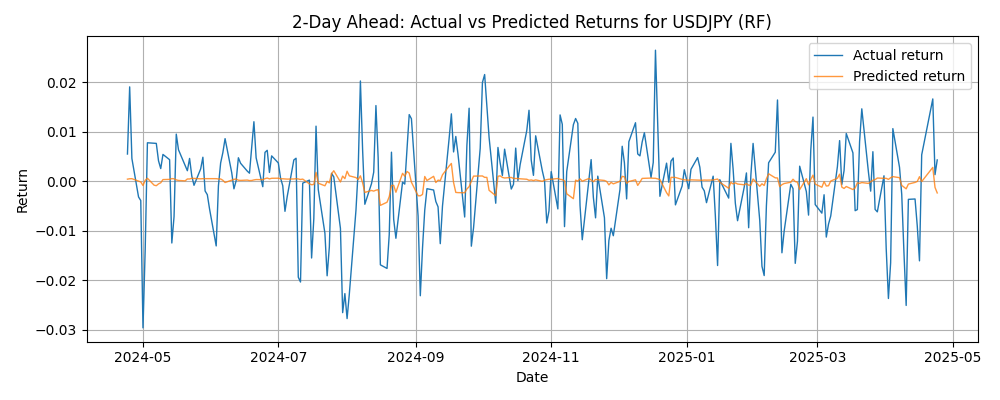 2-Day Ahead: Actual vs Predicted Returns for USDJPY (RF)
Actual return
Predicted return
Return
0.02
0.01
0.00
−0.01
−0.02
−0.03
2024-05
2024-07
2024-09
2024-11
2025-01
2025-03
2025-05
Date